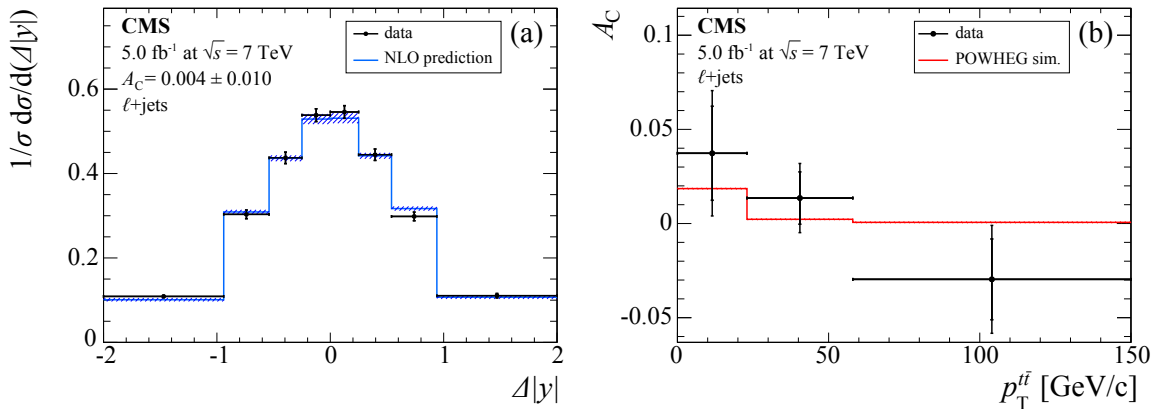 CMS
5.0 fb⁻¹ at √s = 7 TeV
A_C = 0.004 ± 0.010
ℓ+jets
data
NLO prediction
(a)
1/σ dσ/d(Δ|y|)
0.6
0.4
0.2
0
-2 -1 0 1 2
Δ|y|
CMS
5.0 fb⁻¹ at √s = 7 TeV
ℓ+jets
data
POWHEG sim.
(b)
A_C
0.1
0.05
0
-0.05
0 50 100 150
p_T^{tt̄} [GeV/c]